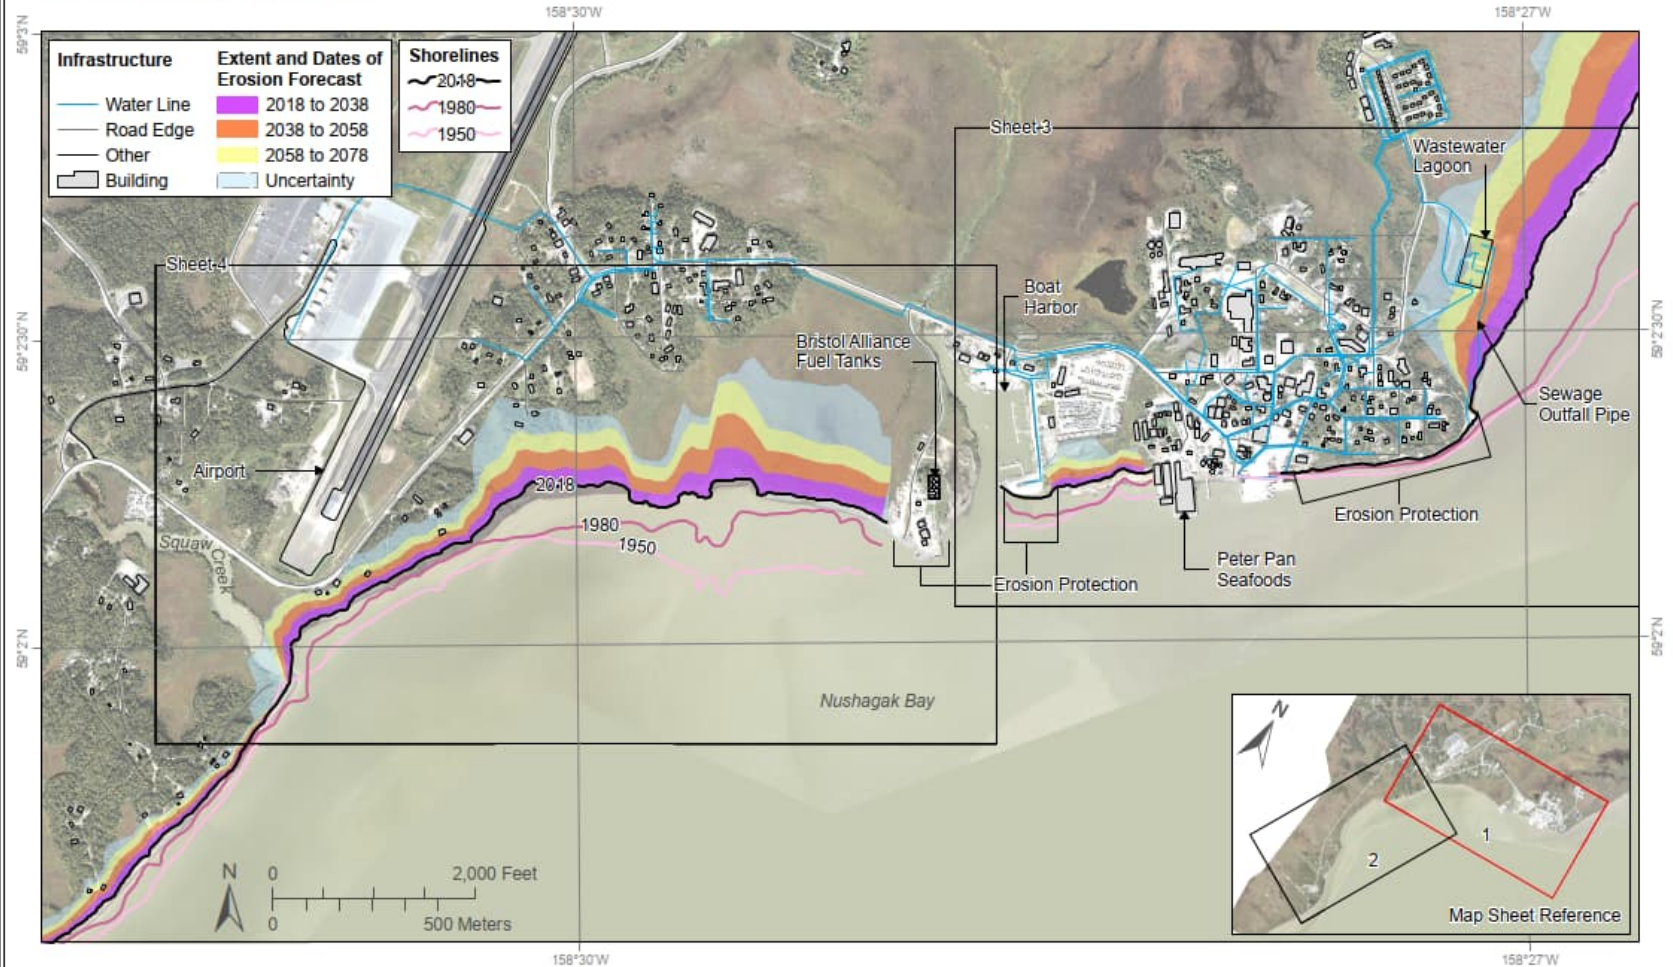 158°30'W
158°27'W
59°3'N
Infrastructure
Water Line
Road Edge
Other
Building
Extent and Dates of
Erosion Forecast
2018 to 2038
2038 to 2058
2058 to 2078
Uncertainty
Shorelines
2018
1980
1950
Sheet 3
Wastewater
Lagoon
Sheet 4
Boat
Harbor
Bristol Alliance
Fuel Tanks
59°2'30"N
59°2'30"N
Sewage
Outfall Pipe
Airport
2018
1980
1950
Erosion Protection
Squaw Creek
Peter Pan
Seafoods
Erosion Protection
59°2'N
59°2'N
Nushagak Bay
N
0
2,000 Feet
0
500 Meters
N
1
2
Map Sheet Reference
158°30'W
158°27'W